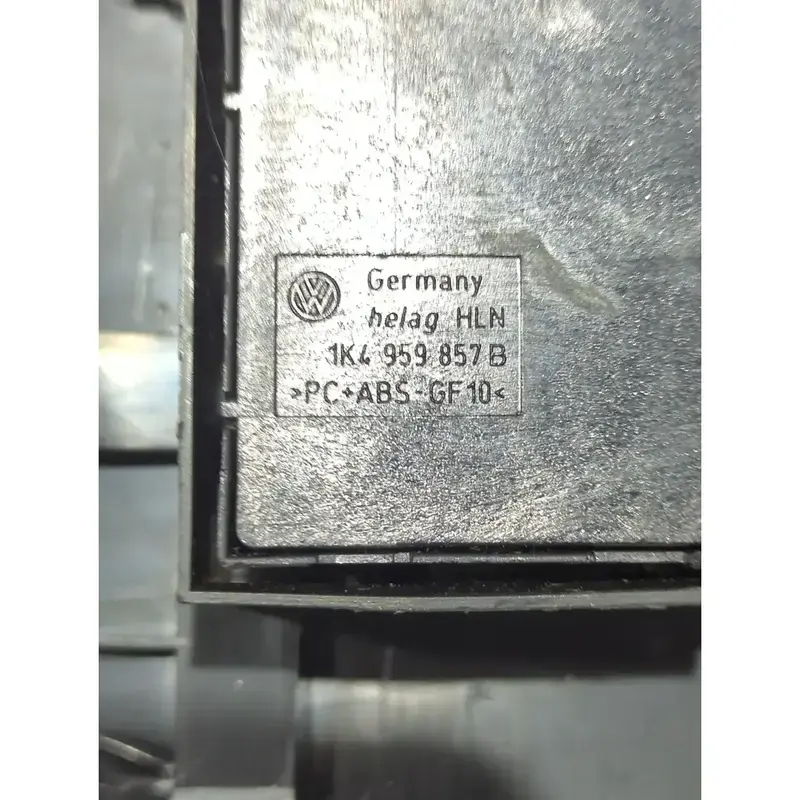 Germany
helag HLN
1K4 959 857 B
>PC+ABS-GF10<